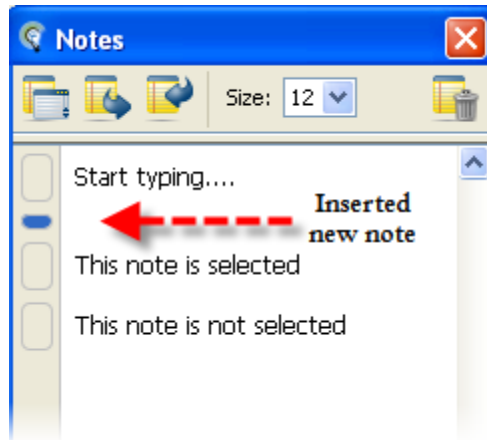 Notes
Size: 12
Start typing....
Inserted
new note
This note is selected
This note is not selected